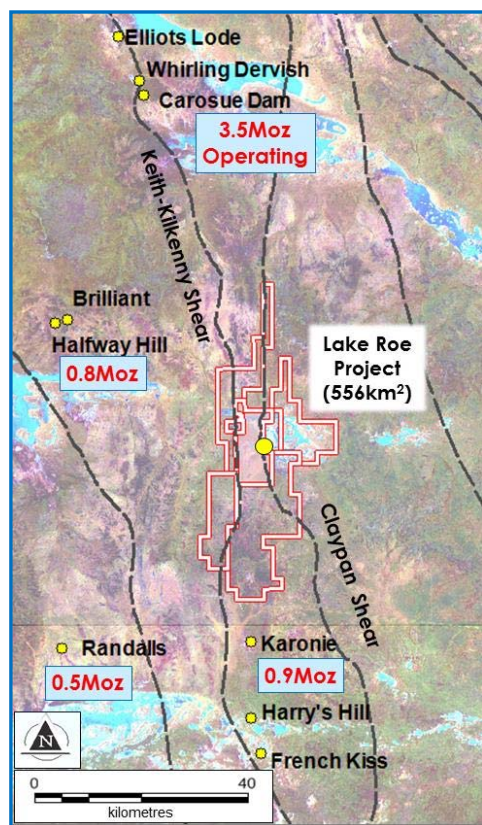 Elliots Lode
Whirling Dervish
Carosue Dam
3.5Moz
Operating
Keith-Kilkenny Shear
Brilliant
Halfway Hill
0.8Moz
Lake Roe
Project
(556km²)
Claypan Shear
Randalls
0.5Moz
Karonie
0.9Moz
Harry's Hill
French Kiss
N
0 40
kilometres